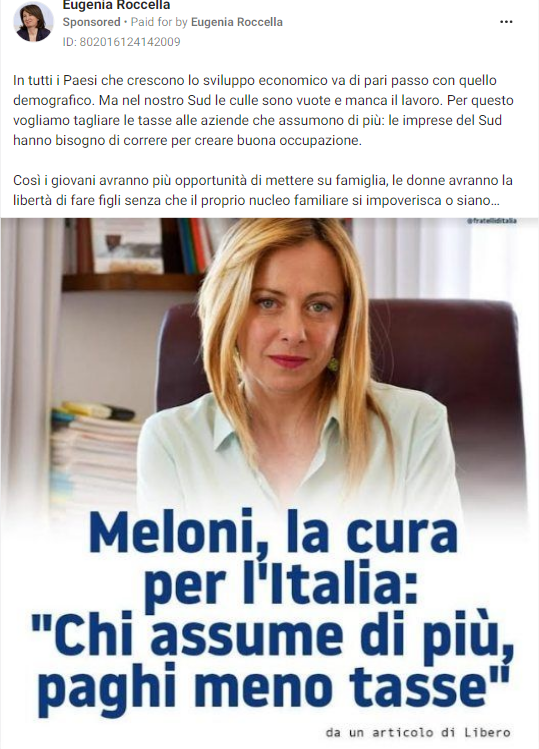 Eugenia Roccella
Sponsored • Paid for by Eugenia Roccella
ID: 802016124142009
In tutti i Paesi che crescono lo sviluppo economico va di pari passo con quello
demografico. Ma nel nostro Sud le culle sono vuote e manca il lavoro. Per questo
vogliamo tagliare le tasse alle aziende che assumono di più: le imprese del Sud
hanno bisogno di correre per creare buona occupazione.
Così i giovani avranno più opportunità di mettere su famiglia, le donne avranno la
libertà di fare figli senza che il proprio nucleo familiare si impoverisca o siano...
@fratelliditalia
Meloni, la cura
per l'Italia:
"Chi assume di più,
paghi meno tasse"
da un articolo di Libero